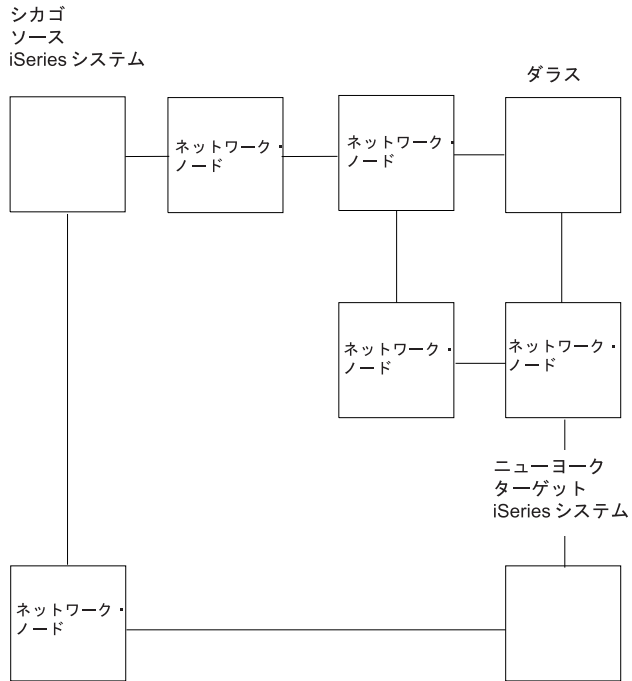 シカゴ
ソース
iSeries システム
ダラス
ネットワーク・
ノード
ネットワーク・
ノード
ネットワーク・
ノード
ネットワーク・
ノード
ニューヨーク
ターゲット
iSeries システム
ネットワーク・
ノード